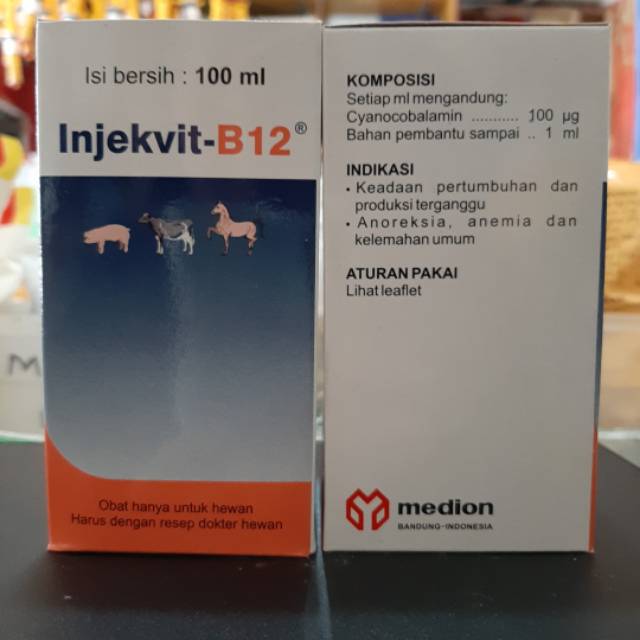 Isi bersih : 100 ml
Injekvit-B12®
Obat hanya untuk hewan
Harus dengan resep dokter hewan
KOMPOSISI
Setiap ml mengandung:
Cyanocobalamin ........... 100 µg
Bahan pembantu sampai .. 1 ml
INDIKASI
• Keadaan pertumbuhan dan
produksi terganggu
• Anoreksia, anemia dan
kelemahan umum
ATURAN PAKAI
Lihat leaflet
medion
BANDUNG-INDONESIA
M